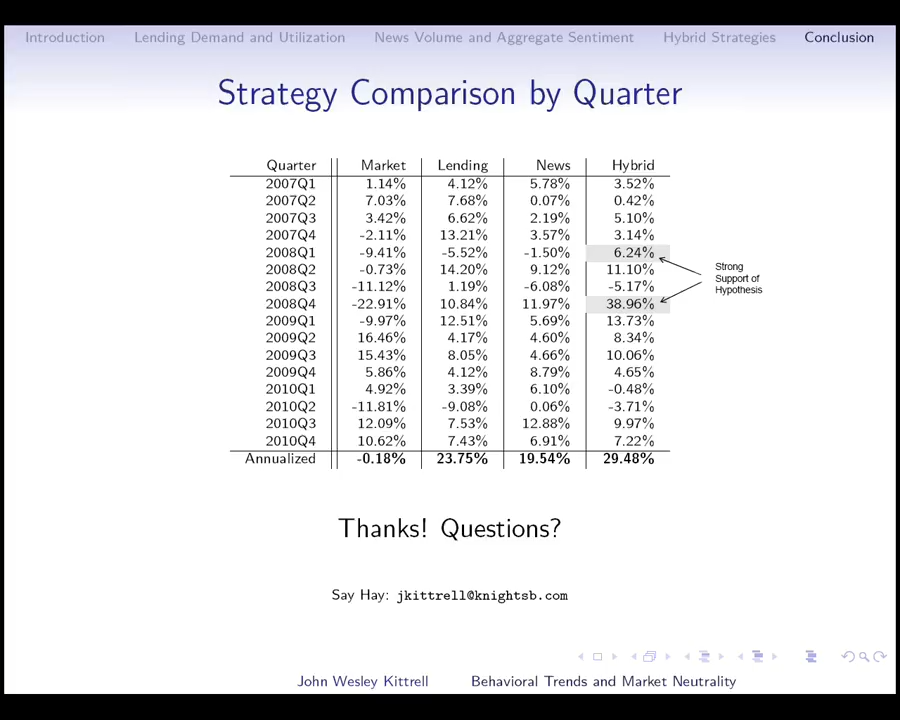 Introduction Lending Demand and Utilization News Volume and Aggregate Sentiment Hybrid Strategies Conclusion
Strategy Comparison by Quarter
Quarter Market Lending News Hybrid
2007Q1 1.14% 4.12% 5.78% 3.52%
2007Q2 7.03% 7.68% 0.07% 0.42%
2007Q3 3.42% 6.62% 2.19% 5.10%
2007Q4 -2.11% 13.21% 3.57% 3.14%
2008Q1 -9.41% -5.52% -1.50% 6.24%
2008Q2 -0.73% 14.20% 9.12% 11.10%
2008Q3 -11.12% 1.19% -6.08% -5.17%
2008Q4 -22.91% 10.84% 11.97% 38.96%
2009Q1 -9.97% 12.51% 5.69% 13.73%
2009Q2 16.46% 4.17% 4.60% 8.34%
2009Q3 15.43% 8.05% 4.66% 10.06%
2009Q4 5.86% 4.12% 8.79% 4.65%
2010Q1 4.92% 3.39% 6.10% -0.48%
2010Q2 -11.81% -9.08% 0.06% -3.71%
2010Q3 12.09% 7.53% 12.88% 9.97%
2010Q4 10.62% 7.43% 6.91% 7.22%
Annualized -0.18% 23.75% 19.54% 29.48%
Strong
Support of
Hypothesis
Thanks! Questions?
Say Hay: jkittrell@knightsb.com
John Wesley Kittrell Behavioral Trends and Market Neutrality